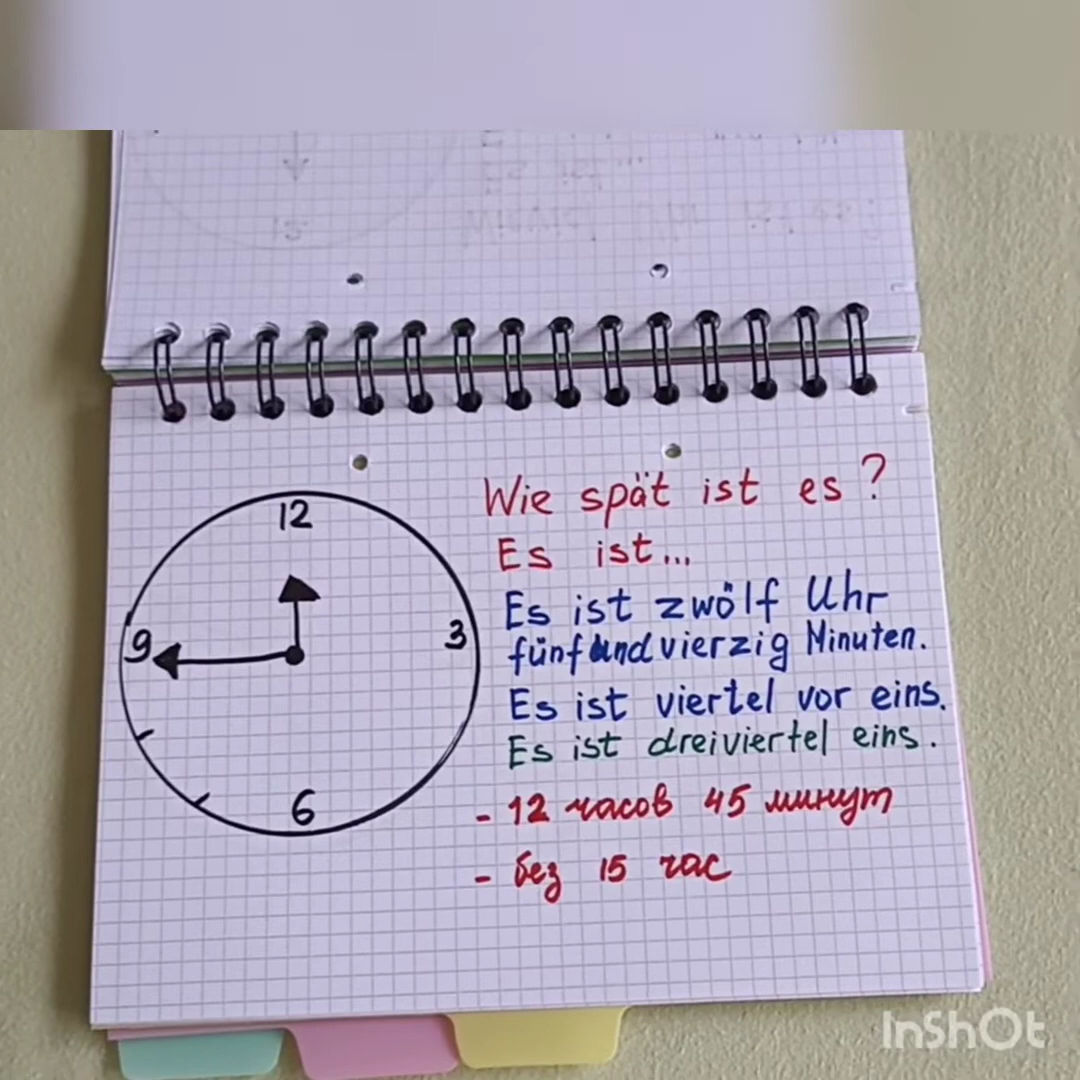 12
9
3
6
Wie spät ist es?
Es ist...
Es ist zwölf Uhr
fünfundvierzig Minuten.
Es ist viertel vor eins.
Es ist dreiviertel eins.
- 12 часов 45 минут
- без 15 час
InShOt